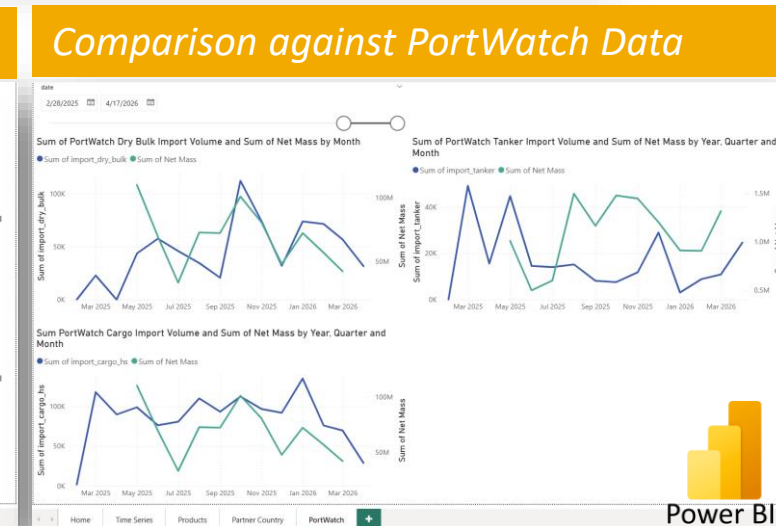 Comparison against PortWatch Data
date
2/28/2025 4/17/2026
Sum of PortWatch Dry Bulk Import Volume and Sum of Net Mass by Month
Sum of import_dry_bulk Sum of Net Mass
Sum of import_dry_bulk
100K
50K
0K
100M
50M
Sum of Net Mass
Mar 2025 May 2025 Jul 2025 Sep 2025 Nov 2025 Jan 2026 Mar 2026
Sum of PortWatch Tanker Import Volume and Sum of Net Mass by Year, Quarter and
Month
Sum of import_tanker Sum of Net Mass
Sum of import_tanker
40K
20K
0K
1.5M
1.0M
0.5M
Mar 2025 May 2025 Jul 2025 Sep 2025 Nov 2025 Jan 2026 Mar 2026
Sum PortWatch Cargo Import Volume and Sum of Net Mass by Year, Quarter and
Month
Sum of import_cargo_hs Sum of Net Mass
Sum of import_cargo_hs
100K
50K
0K
100M
50M
Sum of Net Mass
Mar 2025 May 2025 Jul 2025 Sep 2025 Nov 2025 Jan 2026 Mar 2026
Home Time Series Products Partner Country PortWatch +
Power BI